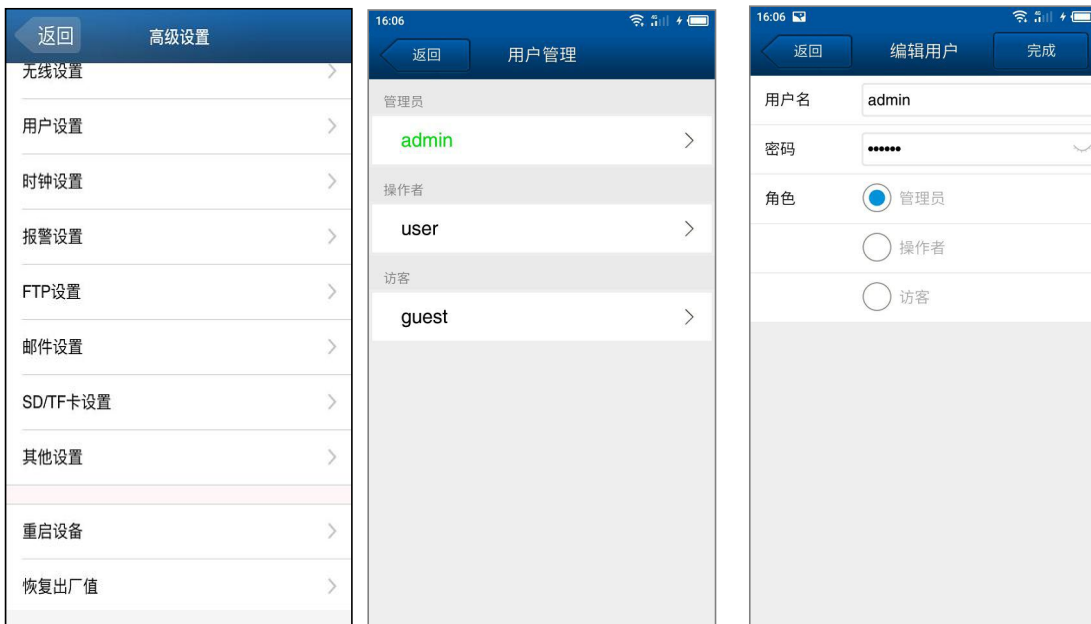 返回
高级设置
无线设置
用户设置
时钟设置
报警设置
FTP设置
邮件设置
SD/TF卡设置
其他设置
重启设备
恢复出厂值
16:06
返回
用户管理
管理员
admin
操作者
user
访客
guest
16:06
返回
编辑用户
完成
用户名
admin
密码
••••••
角色
管理员
操作者
访客